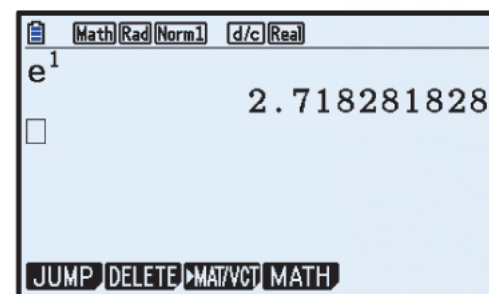 Math Rad Norm1 d/c Real
e¹
2.718281828
JUMP DELETE ▶MAT/VCT MATH